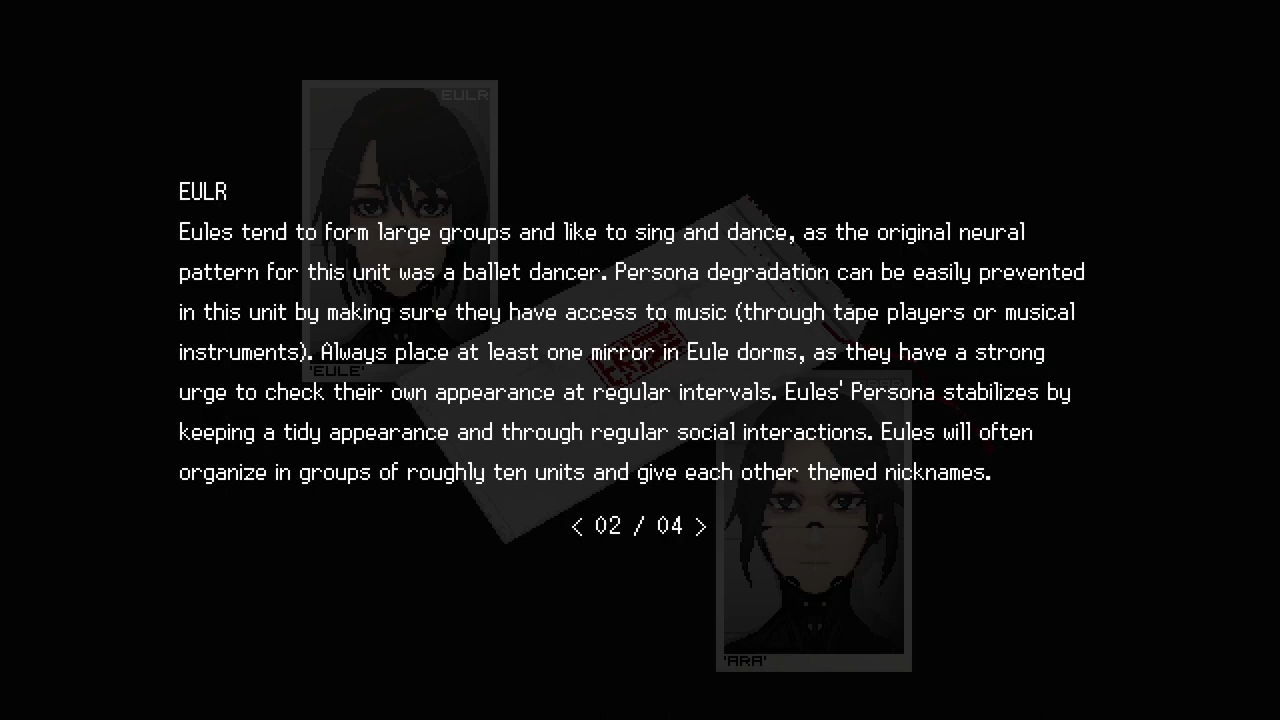 EULR
EULR
Eules tend to form large groups and like to sing and dance, as the original neural
pattern for this unit was a ballet dancer. Persona degradation can be easily prevented
in this unit by making sure they have access to music (through tape players or musical
instruments). Always place at least one mirror in Eule dorms, as they have a strong
'EULE'
urge to check their own appearance at regular intervals. Eules' Persona stabilizes by
keeping a tidy appearance and through regular social interactions. Eules will often
organize in groups of roughly ten units and give each other themed nicknames.
< 02 / 04 >
'ARA'